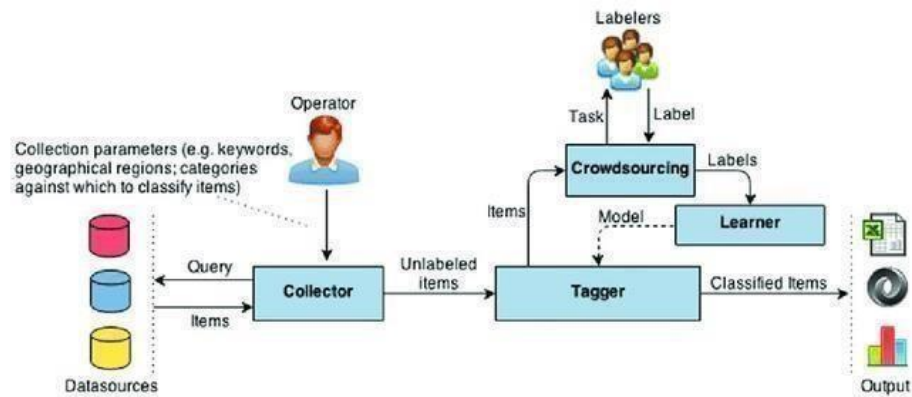 Labelers
Operator
Task
Label
Collection parameters (e.g. keywords,
geographical regions; categories
against which to classify items)
Crowdsourcing
Labels
Items
Model
Learner
Query
Collector
Unlabeled
items
Tagger
Classified Items
Items
Datasources
Output